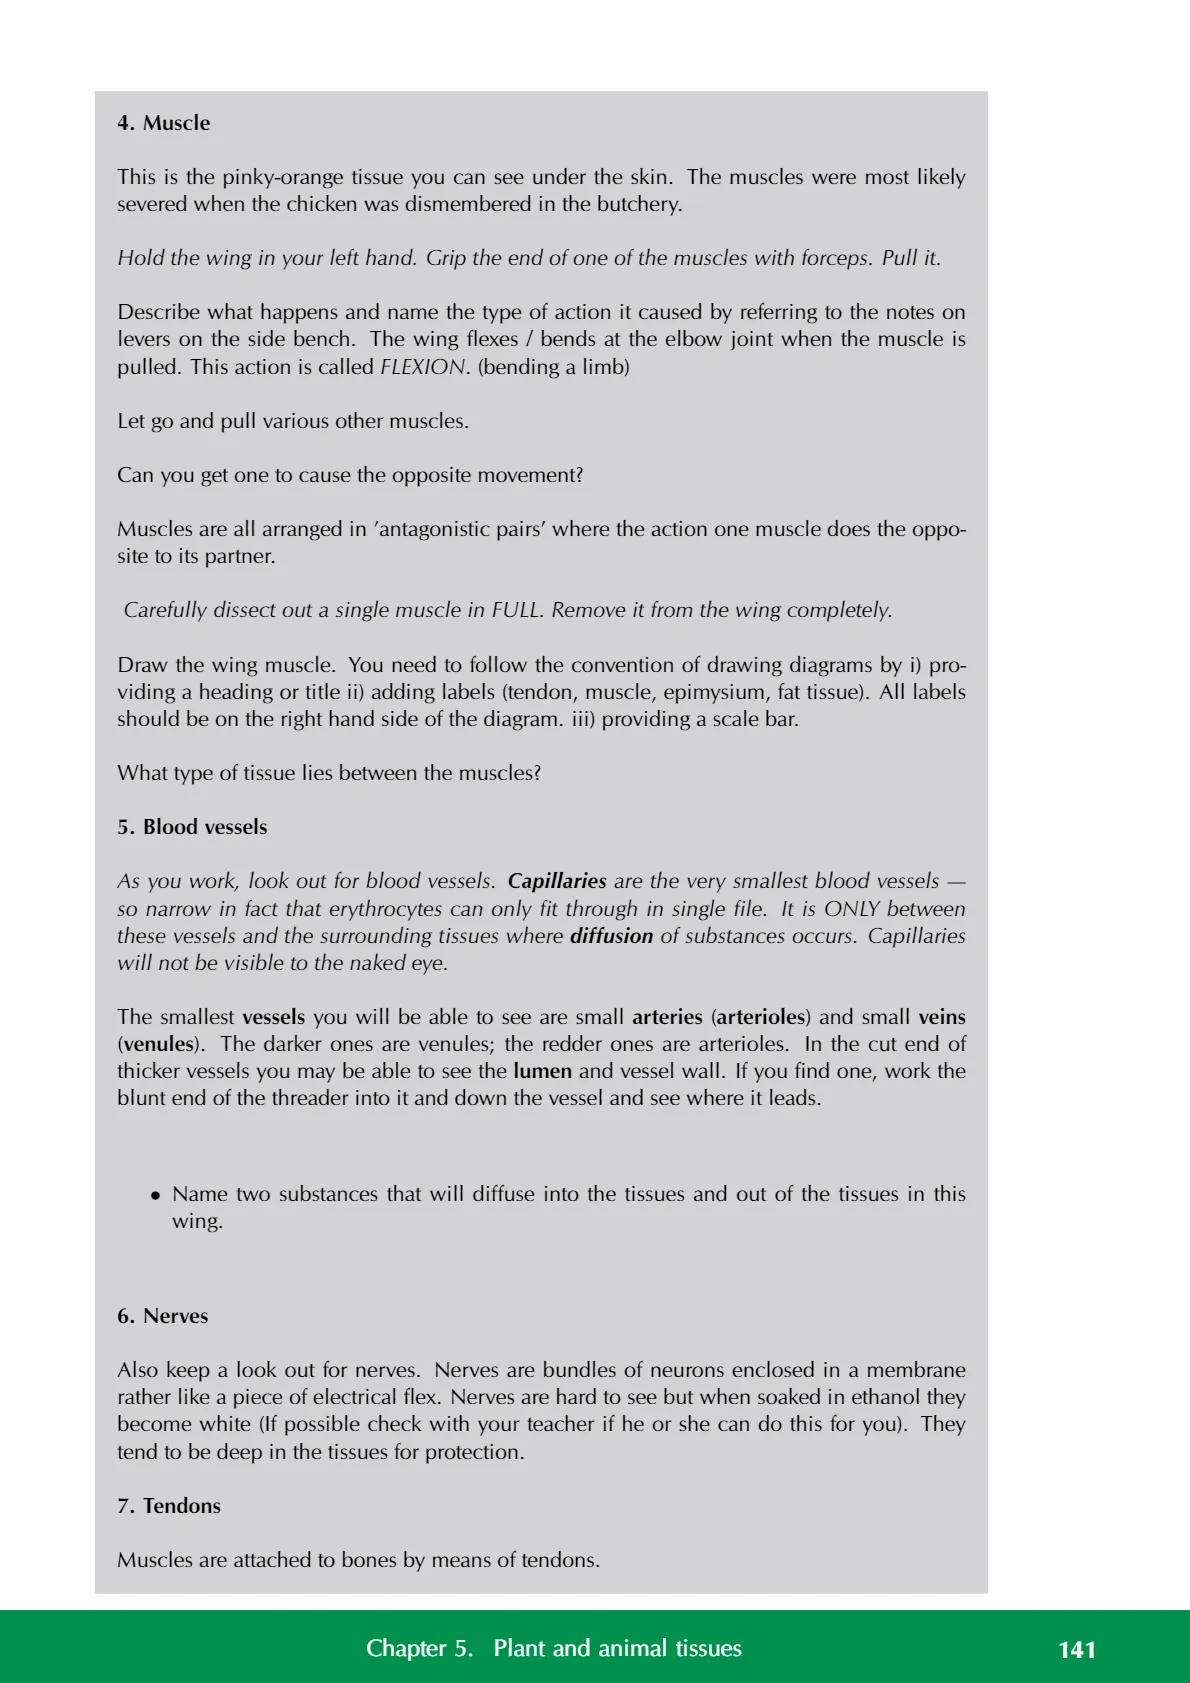 4. Muscle
This is the pinky-orange tissue you can see under the skin. The muscles were most likely
severed when the chicken was dismembered in the butchery.
Hold the wing in your left hand. Grip the end of one of the muscles with forceps. Pull it.
Describe what happens and name the type of action it caused by referring to the notes on
levers on the side bench. The wing flexes / bends at the elbow joint when the muscle is
pulled. This action is called FLEXION. (bending a limb)
Let go and pull various other muscles.
Can you get one to cause the opposite movement?
Muscles are all arranged in ’antagonistic pairs’ where the action one muscle does the oppo-
site to its partner.
Carefully dissect out a single muscle in FULL. Remove it from the wing completely.
Draw the wing muscle. You need to follow the convention of drawing diagrams by i) pro-
viding a heading or title ii) adding labels (tendon, muscle, epimysium, fat tissue). All labels
should be on the right hand side of the diagram. iii) providing a scale bar.
What type of tissue lies between the muscles?
5. Blood vessels
As you work, look out for blood vessels. Capillaries are the very smallest blood vessels —
so narrow in fact that erythrocytes can only fit through in single file. It is ONLY between
these vessels and the surrounding tissues where diffusion of substances occurs. Capillaries
will not be visible to the naked eye.
The smallest vessels you will be able to see are small arteries (arterioles) and small veins
(venules). The darker ones are venules; the redder ones are arterioles. In the cut end of
thicker vessels you may be able to see the lumen and vessel wall. If you find one, work the
blunt end of the threader into it and down the vessel and see where it leads.
• Name two substances that will diffuse into the tissues and out of the tissues in this
wing.
6. Nerves
Also keep a look out for nerves. Nerves are bundles of neurons enclosed in a membrane
rather like a piece of electrical flex. Nerves are hard to see but when soaked in ethanol they
become white (If possible check with your teacher if he or she can do this for you). They
tend to be deep in the tissues for protection.
7. Tendons
Muscles are attached to bones by means of tendons.
Chapter 5. Plant and animal tissues 141